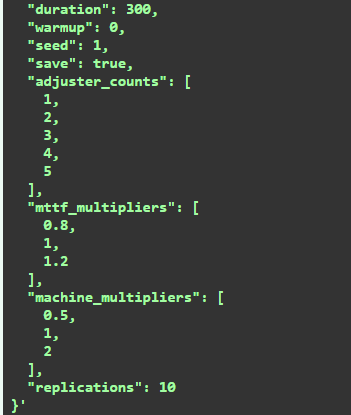 "duration": 300,
"warmup": 0,
"seed": 1,
"save": true,
"adjuster_counts": [
1,
2,
3,
4,
5
],
"mttf_multipliers": [
0.8,
1,
1.2
],
"machine_multipliers": [
0.5,
1,
2
],
"replications": 10
}'